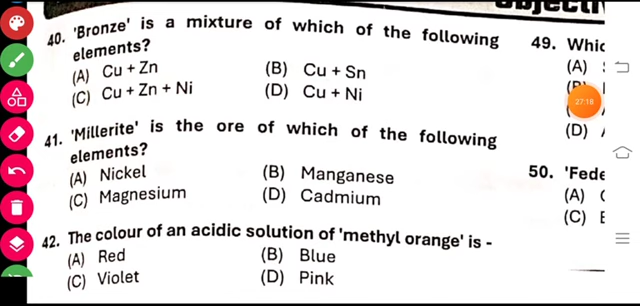 40. 'Bronze' is a mixture of which of the following
elements?
(A) Cu + Zn (B) Cu + Sn
(C) Cu + Zn + Ni (D) Cu + Ni
41. 'Millerite' is the ore of which of the following
elements?
(A) Nickel (B) Manganese
(C) Magnesium (D) Cadmium
42. The colour of an acidic solution of 'methyl orange' is -
(A) Red (B) Blue
(C) Violet (D) Pink
49.
(A)
27:18
(D)
50.
(A)
(C)